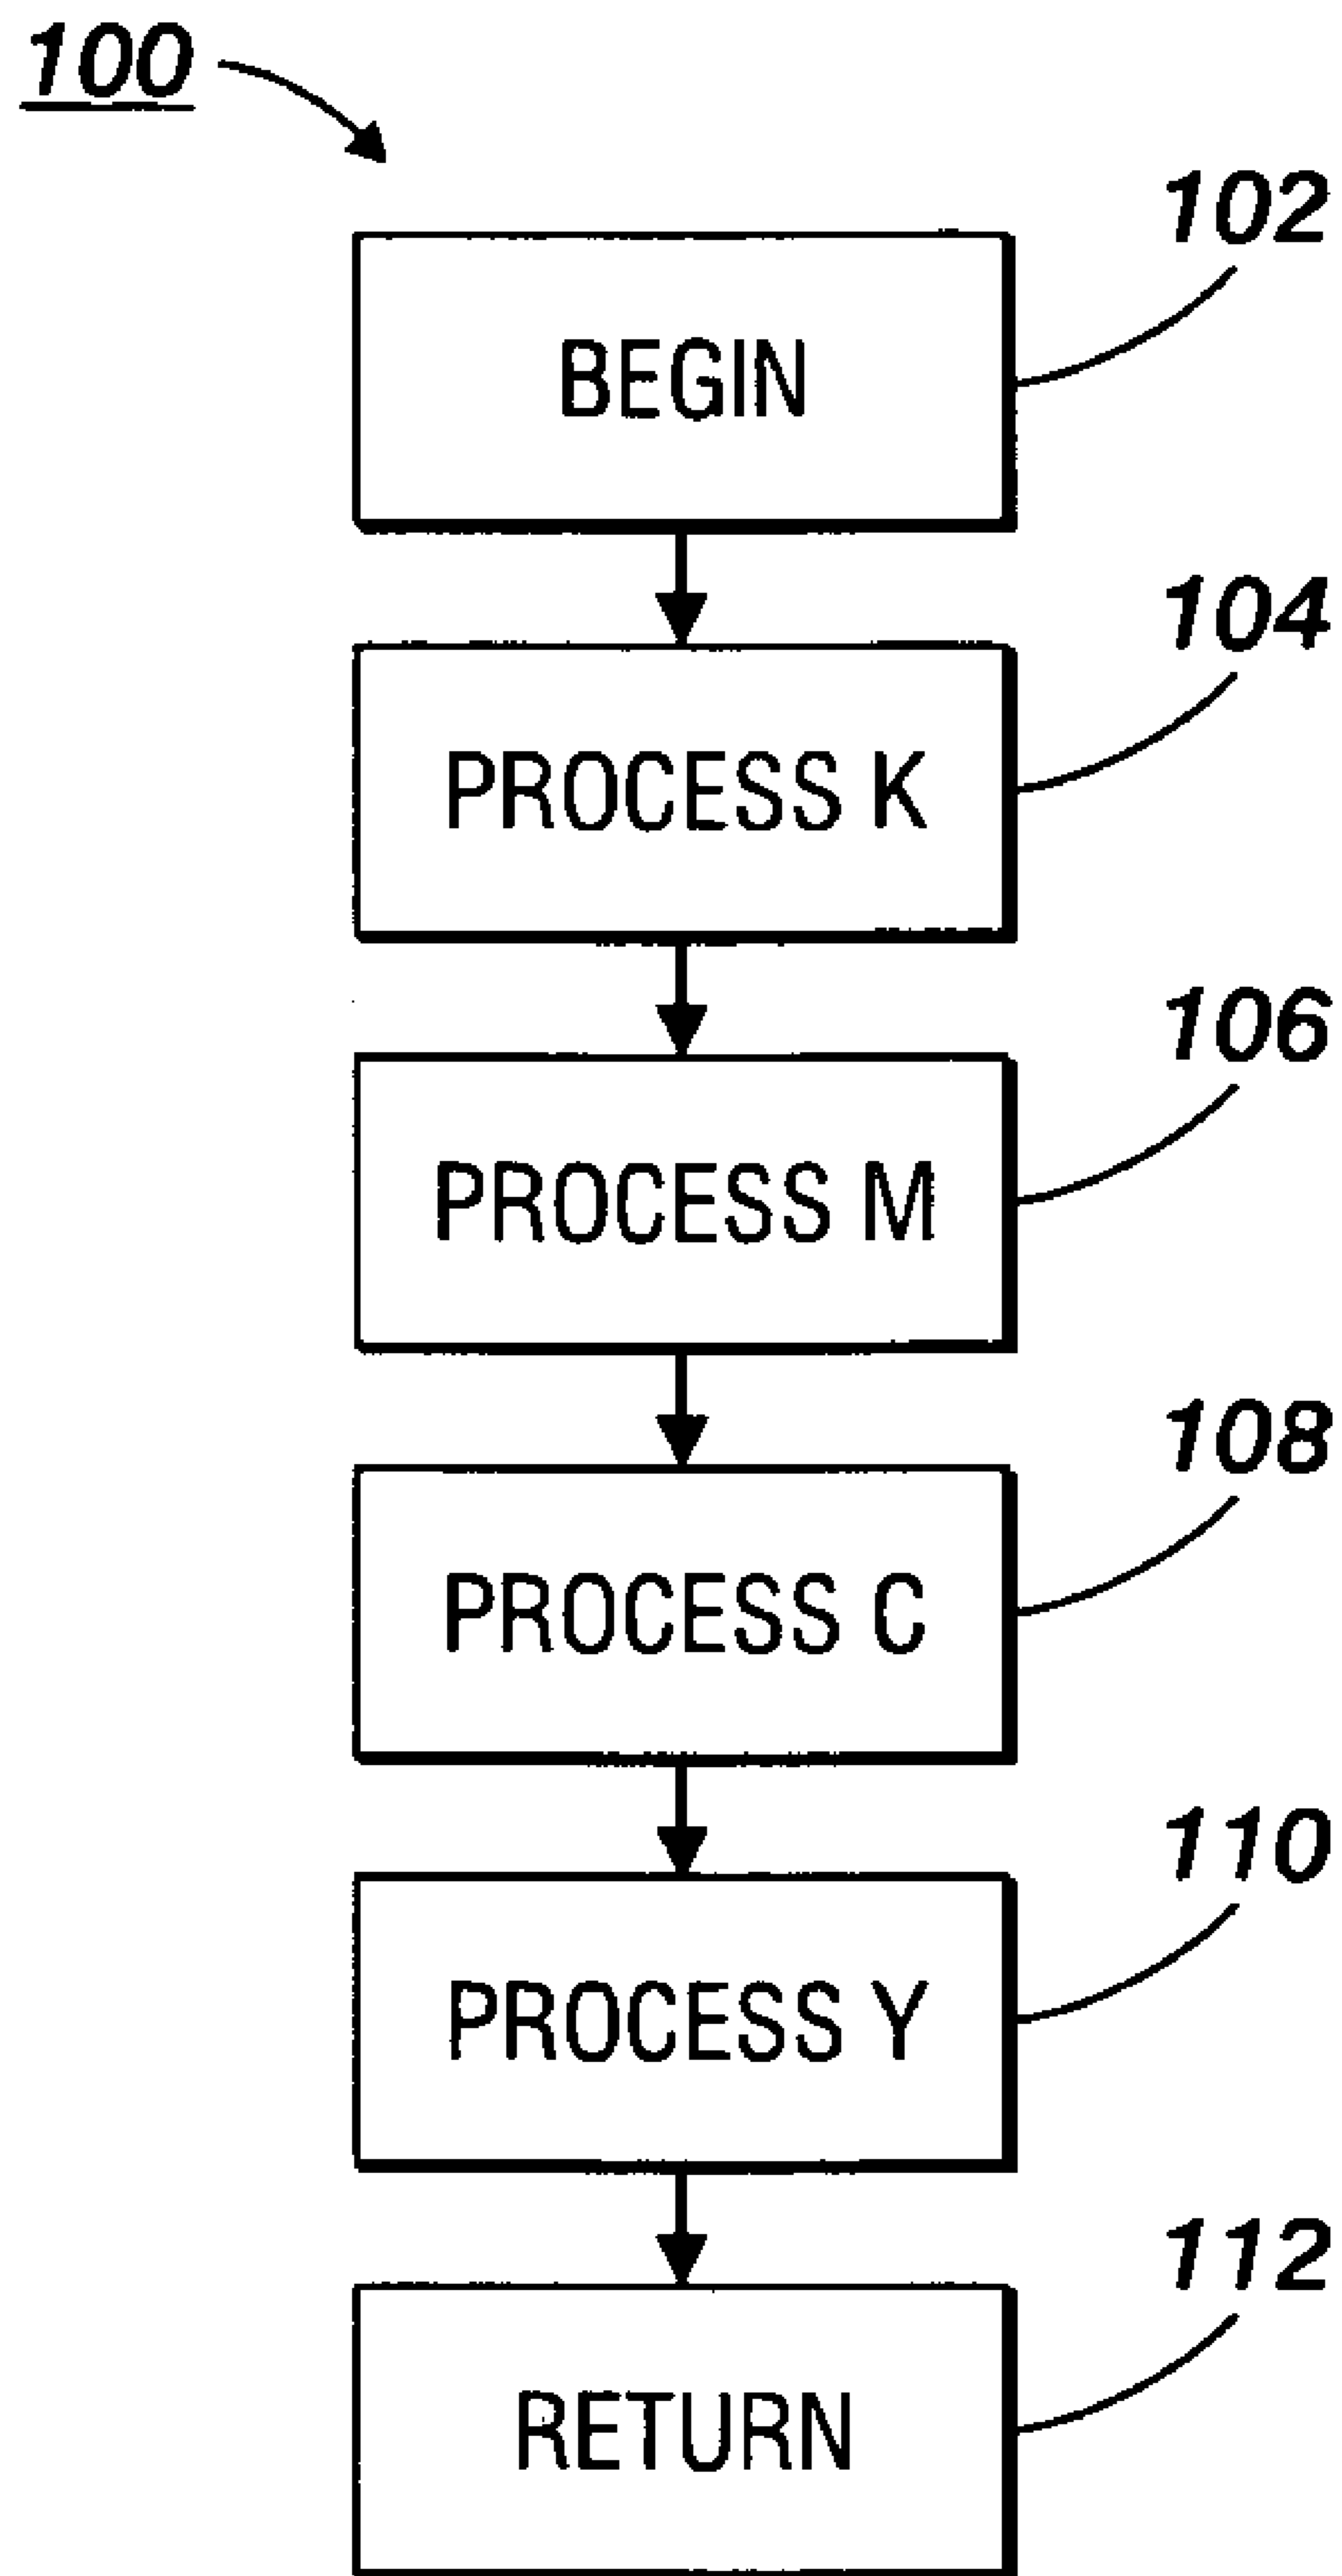 100
102
BEGIN
104
PROCESS K
106
PROCESS M
108
PROCESS C
110
PROCESS Y
112
RETURN